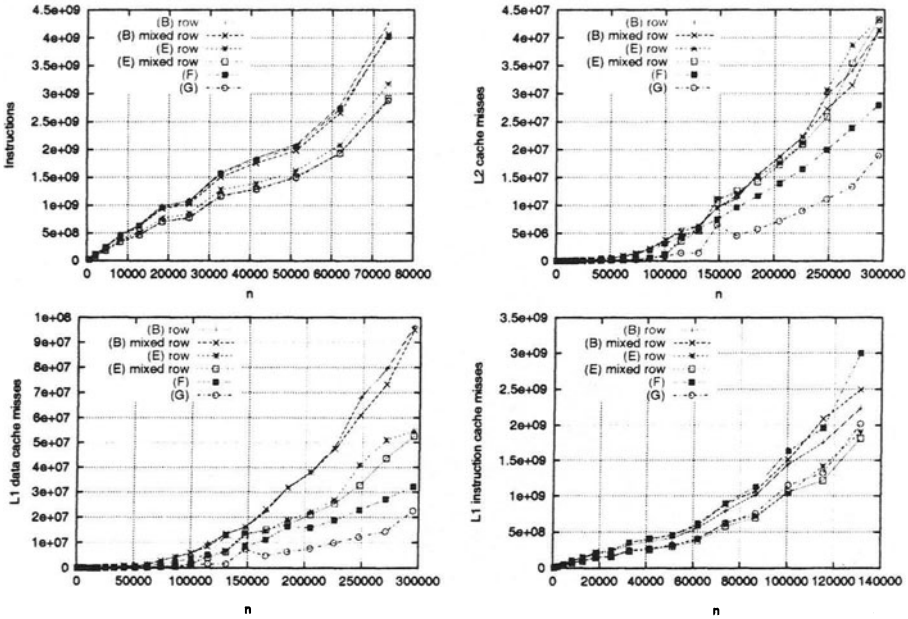 4.5e+09
4e+09
3.5e+09
3e+09
2.5e+09
2e+09
1.5e+09
1e+09
5e+08
0
Instructions
(B) row
(B) mixed row
(E) row
(E) mixed row
(F)
(G)
0 10000 20000 30000 40000 50000 60000 70000 80000
n
4.5e+07
4e+07
3.5e+07
3e+07
2.5e+07
2e+07
1.5e+07
1e+07
5e+06
0
L2 cache misses
(B) row
(B) mixed row
(E) row
(E) mixed row
(F)
(G)
0 50000 100000 150000 200000 250000 300000
n
1e+08
9e+07
8e+07
7e+07
6e+07
5e+07
4e+07
3e+07
2e+07
1e+07
0
L1 data cache misses
(B) row
(B) mixed row
(E) row
(E) mixed row
(F)
(G)
0 50000 100000 150000 200000 250000 300000
n
3.5e+09
3e+09
2.5e+09
2e+09
1.5e+09
1e+09
5e+08
0
L1 instruction cache misses
(B) row
(B) mixed row
(E) row
(E) mixed row
(F)
(G)
0 20000 40000 60000 80000 100000 120000 140000
n